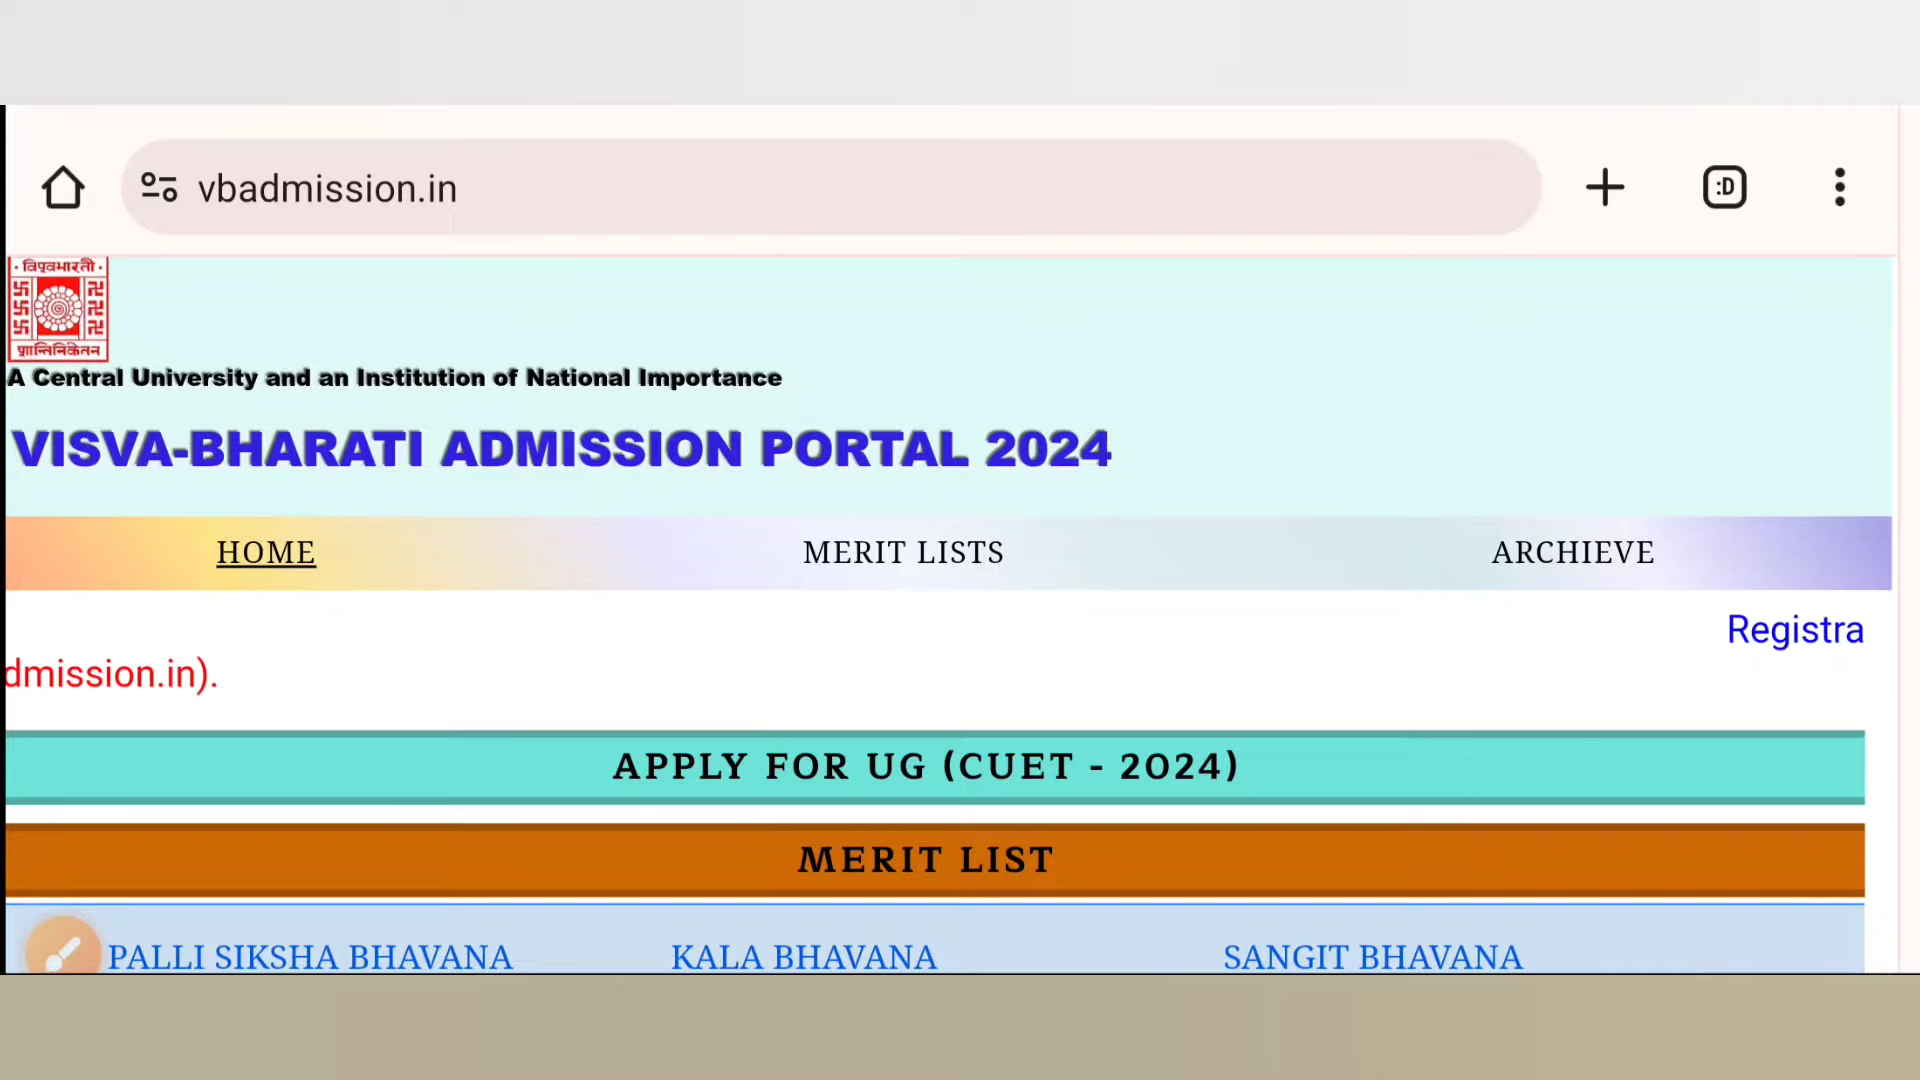 vbadmission.in
:D
विश्वभारती
शान्तिनिकेतन
A Central University and an Institution of National Importance
VISVA-BHARATI ADMISSION PORTAL 2024
HOME MERIT LISTS ARCHIEVE
Registra
dmission.in).
APPLY FOR UG (CUET - 2024)
MERIT LIST
PALLI SIKSHA BHAVANA KALA BHAVANA SANGIT BHAVANA